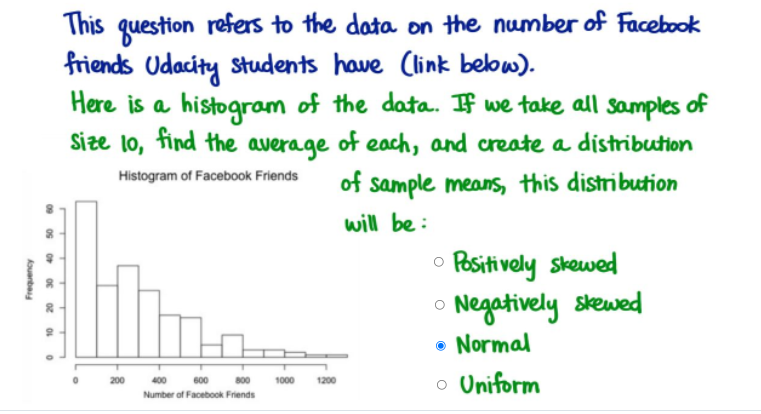 This question refers to the data on the number of Facebook
friends Udacity students have (link below).
Here is a histogram of the data. If we take all samples of
size 10, find the average of each, and create a distribution
of sample means, this distribution
will be:
Histogram of Facebook Friends
Frequency
60
50
40
30
20
10
0
0 200 400 600 800 1000 1200
Number of Facebook Friends
Positively skewed
Negatively skewed
Normal
Uniform